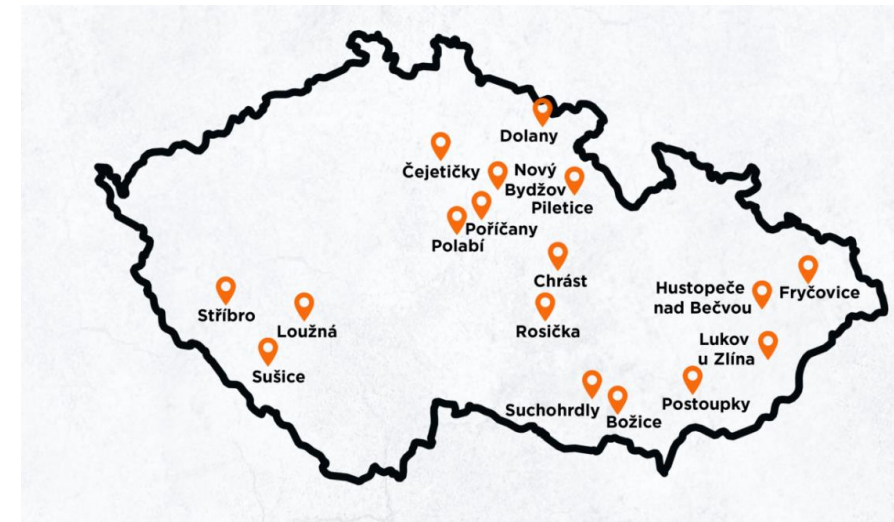 Dolany
Čejetičky
Nový
Bydžov
Piletice
Poříčany
Polabí
Chrást
Hustopeče
nad Bečvou
Fryčovice
Stříbro
Loužná
Rosička
Lukov
u Zlína
Sušice
Suchohrdly
Božice
Postoupky